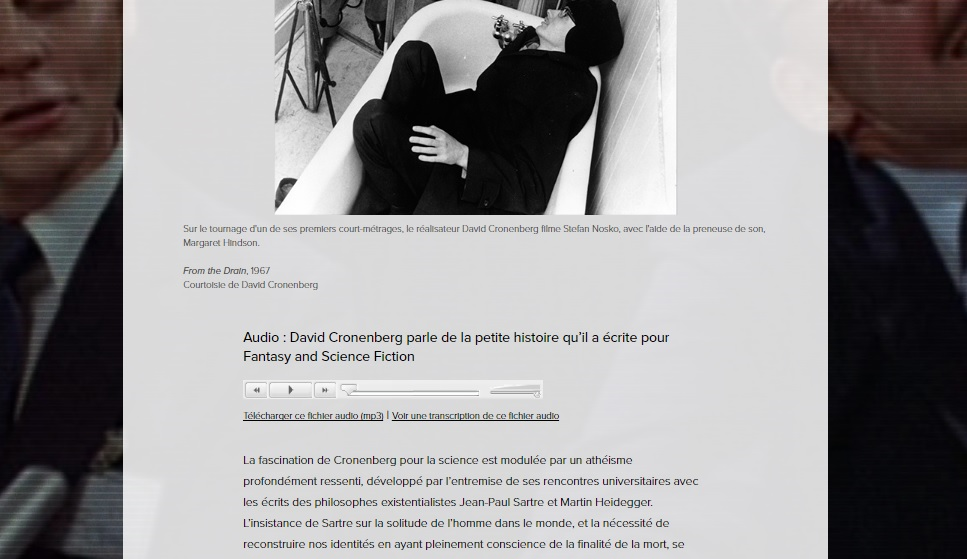 Sur le tournage d'un de ses premiers court-métrages, le réalisateur David Cronenberg filme Stefan Nosko, avec l'aide de la preneuse de son,
Margaret Hindson.
From the Drain, 1967
Courtoisie de David Cronenberg
Audio : David Cronenberg parle de la petite histoire qu'il a écrite pour
Fantasy and Science Fiction
Télécharger ce fichier audio (mp3) | Voir une transcription de ce fichier audio
La fascination de Cronenberg pour la science est modulée par un athéisme
profondément ressenti, développé par l'entremise de ses rencontres universitaires avec
les écrits des philosophes existentialistes Jean-Paul Sartre et Martin Heidegger.
L'insistance de Sartre sur la solitude de l'homme dans le monde, et la nécessité de
reconstruire nos identités en ayant pleinement conscience de la finalité de la mort, se